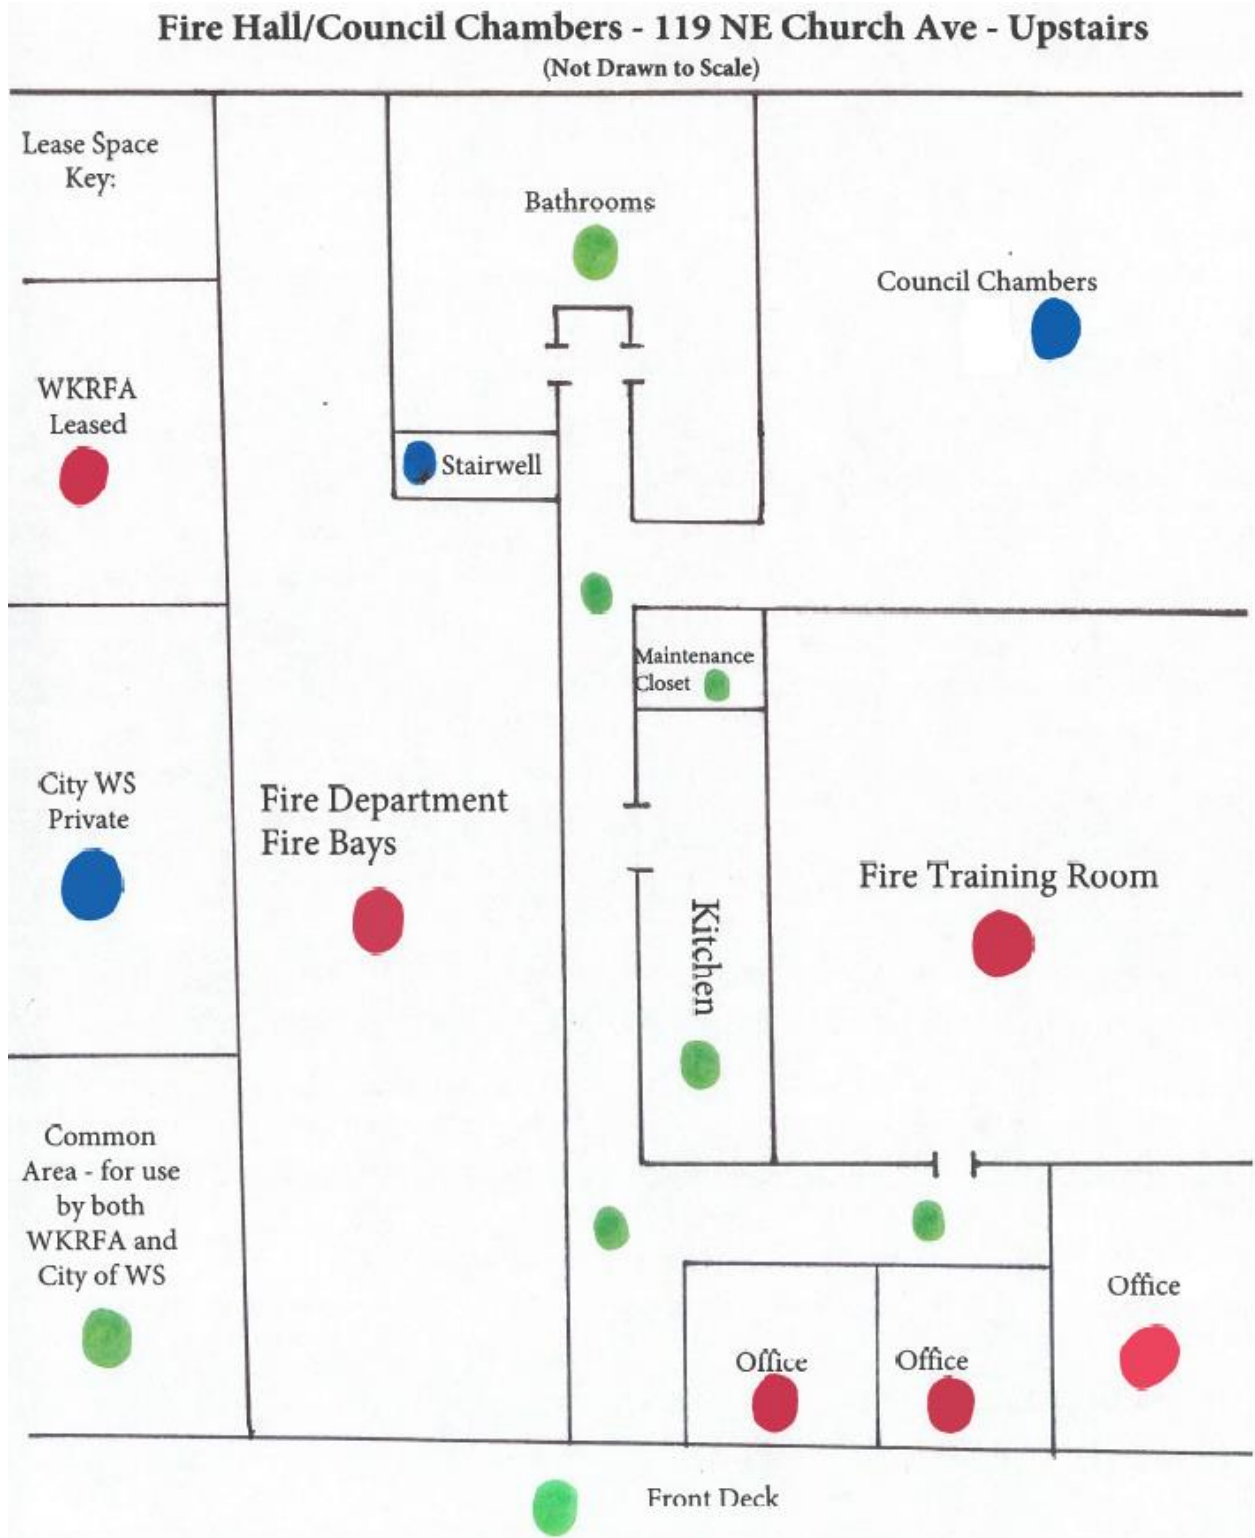 Fire Hall/Council Chambers - 119 NE Church Ave - Upstairs
(Not Drawn to Scale)
Lease Space
Key:
WKRFA
Leased
City WS
Private
Common
Area - for use
by both
WKRFA and
City of WS
Bathrooms
Council Chambers
Stairwell
Maintenance
Closet
Fire Department
Fire Bays
Kitchen
Fire Training Room
Office
Office
Office
Front Deck